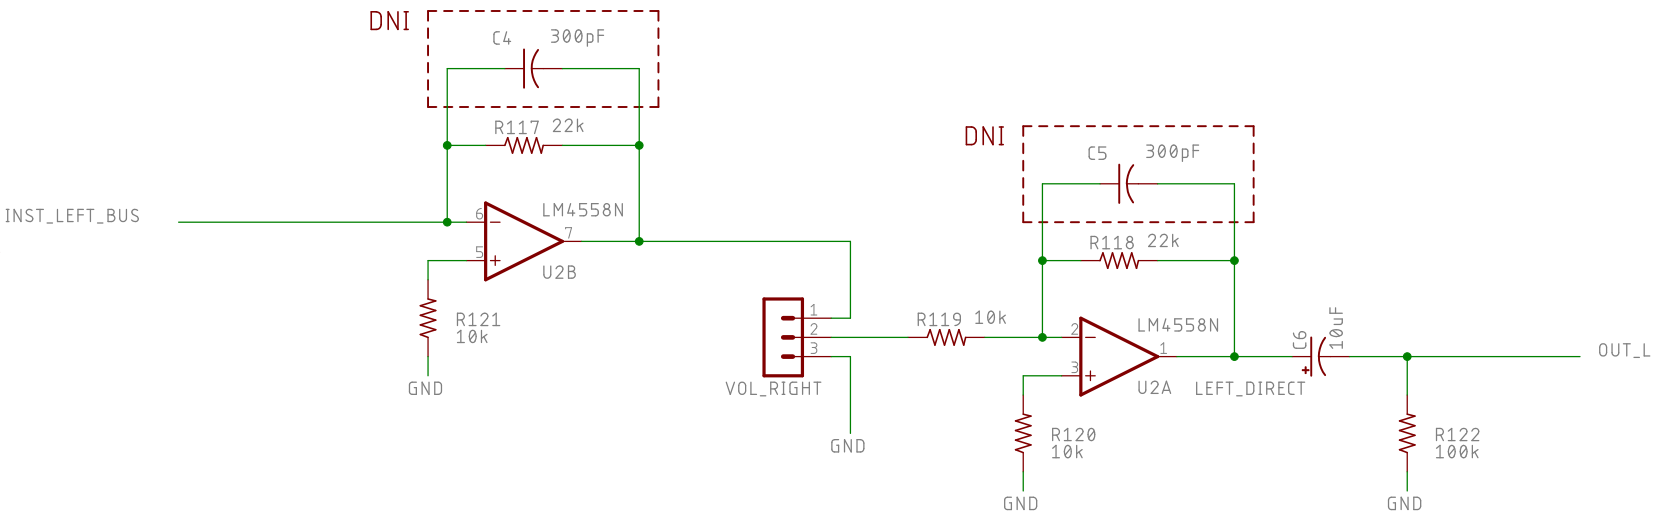 DNI
C4 300pF
R117 22k
INST_LEFT_BUS
6
5
7
LM4558N
U2B
R121
10k
GND
1
2
3
VOL_RIGHT
GND
R119 10k
DNI
C5 300pF
R118 22k
2
3
1
LM4558N
U2A
R120
10k
GND
LEFT_DIRECT
C6 10uF
OUT_L
R122
100k
GND